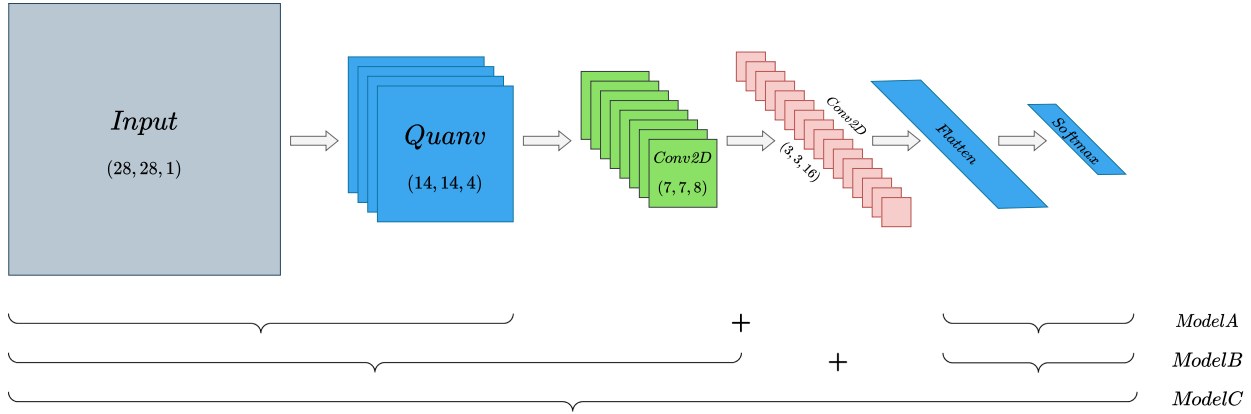 Input
(28, 28, 1)
Quanv
(14, 14, 4)
Conv2D
(7, 7, 8)
Conv2D
(3, 3, 16)
Flatten
Softmax
+
ModelA
+
ModelB
ModelC